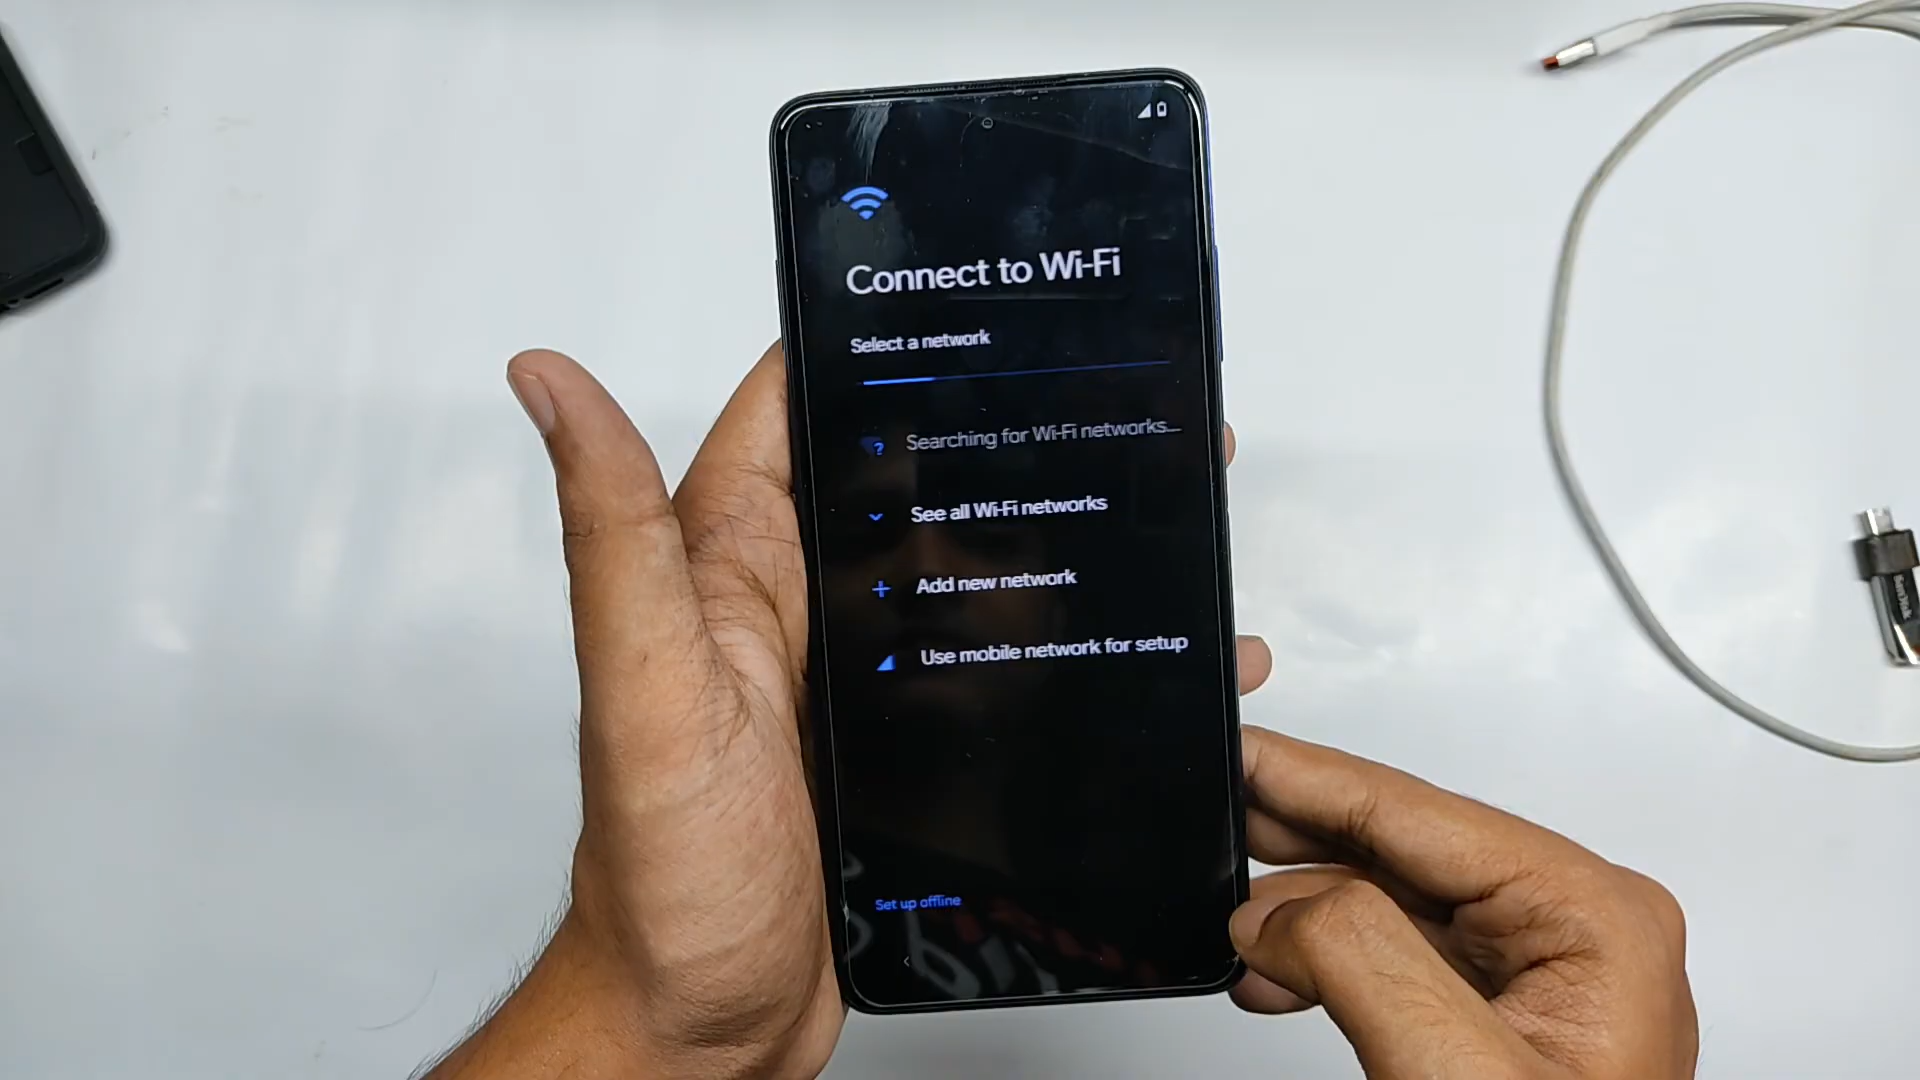 Connect to Wi-Fi
Select a network
Searching for Wi-Fi networks...
See all Wi-Fi networks
Add new network
Use mobile network for setup
Set up offline
SanDisk